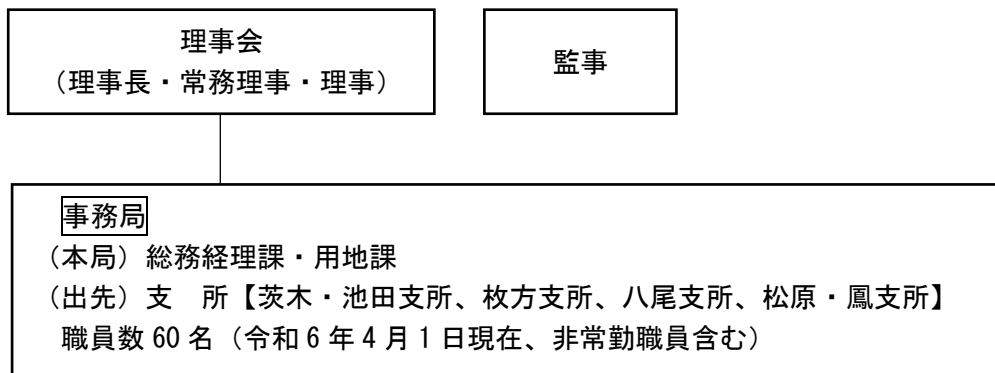 理事会
（理事長・常務理事・理事）
監事
事務局
（本局）総務経理課・用地課
（出先）支　所【茨木・池田支所、枚方支所、八尾支所、松原・鳳支所】
職員数 60 名（令和 6 年 4 月 1 日現在、非常勤職員含む）